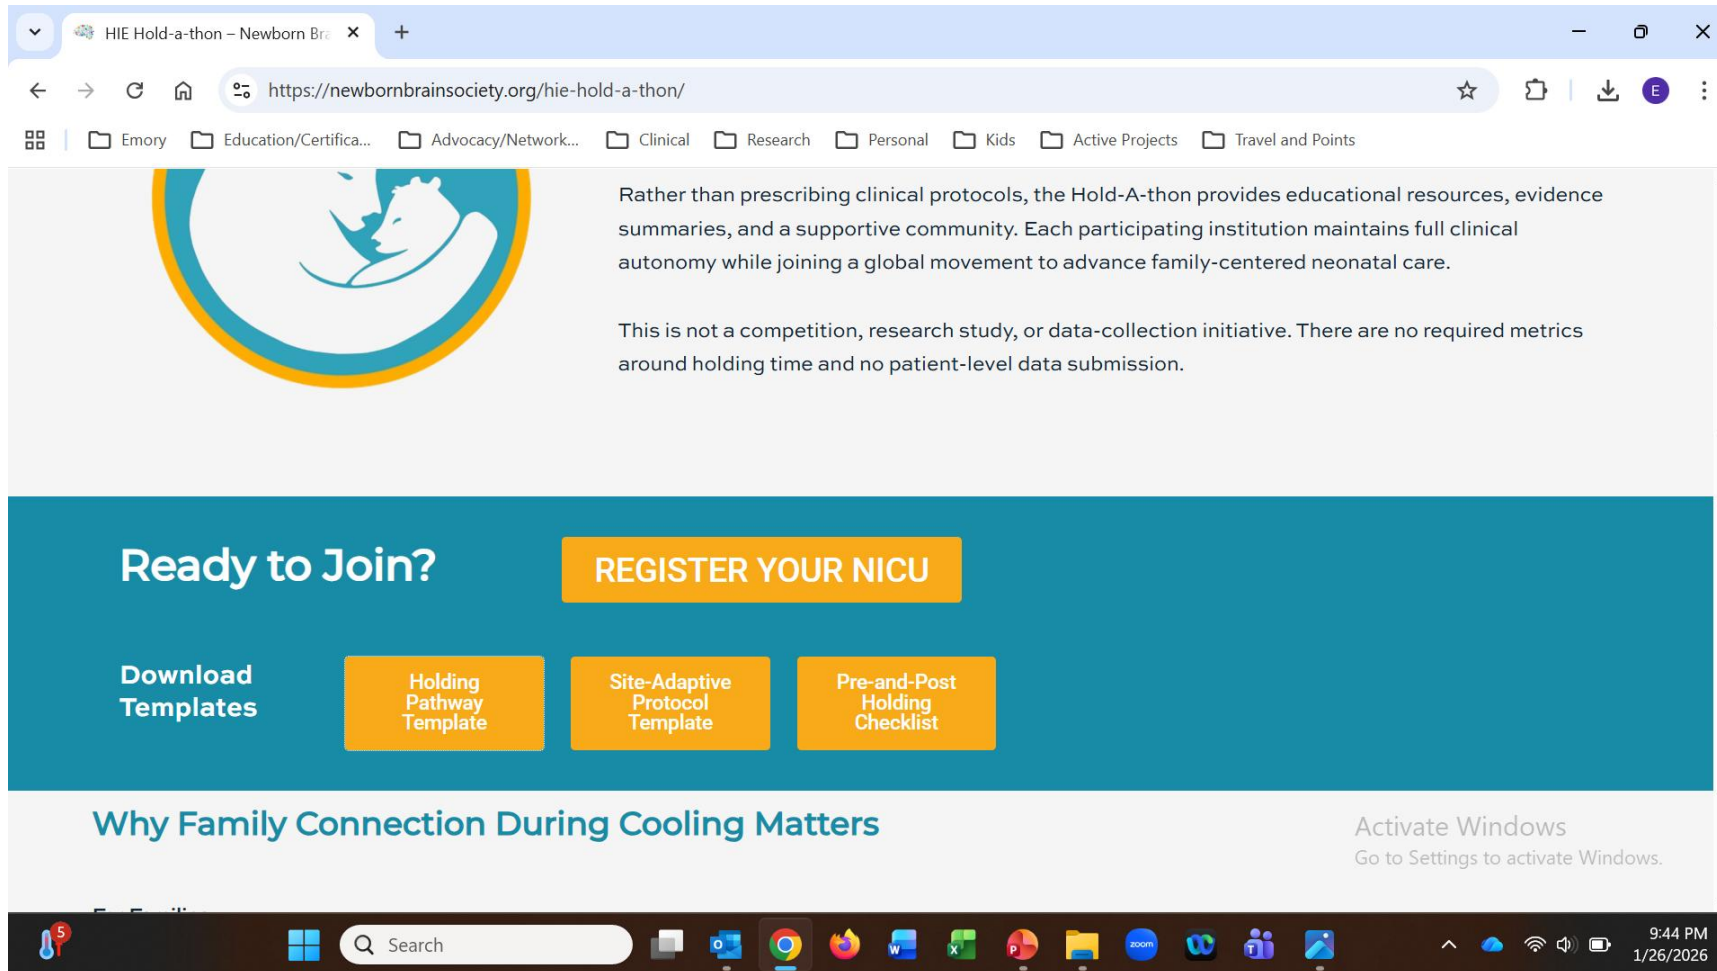 HIE Hold-a-thon – Newborn Bra
https://newbornbrainsociety.org/hie-hold-a-thon/
E
Emory
Education/Certifica...
Advocacy/Network...
Clinical
Research
Personal
Kids
Active Projects
Travel and Points
Rather than prescribing clinical protocols, the Hold-A-thon provides educational resources, evidence
summaries, and a supportive community. Each participating institution maintains full clinical
autonomy while joining a global movement to advance family-centered neonatal care.
This is not a competition, research study, or data-collection initiative. There are no required metrics
around holding time and no patient-level data submission.
Ready to Join?
REGISTER YOUR NICU
Download
Templates
Holding
Pathway
Template
Site-Adaptive
Protocol
Template
Pre-and-Post
Holding
Checklist
Why Family Connection During Cooling Matters
Activate Windows
Go to Settings to activate Windows.
5
Search
zoom
9:44 PM
1/26/2026